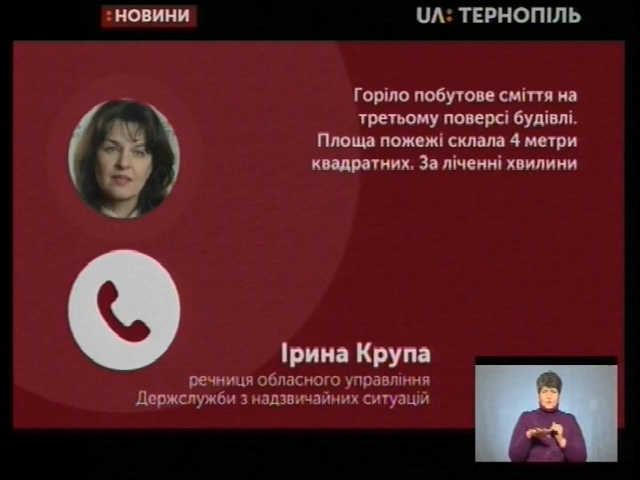 :НОВИНИ
UA: ТЕРНОПІЛЬ
Горіло побутове сміття на
третьому поверсі будівлі.
Площа пожежі склала 4 метри
квадратних. За ліченні хвилини
Ірина Крупа
речниця обласного управління
Держслужби з надзвичайних ситуацій